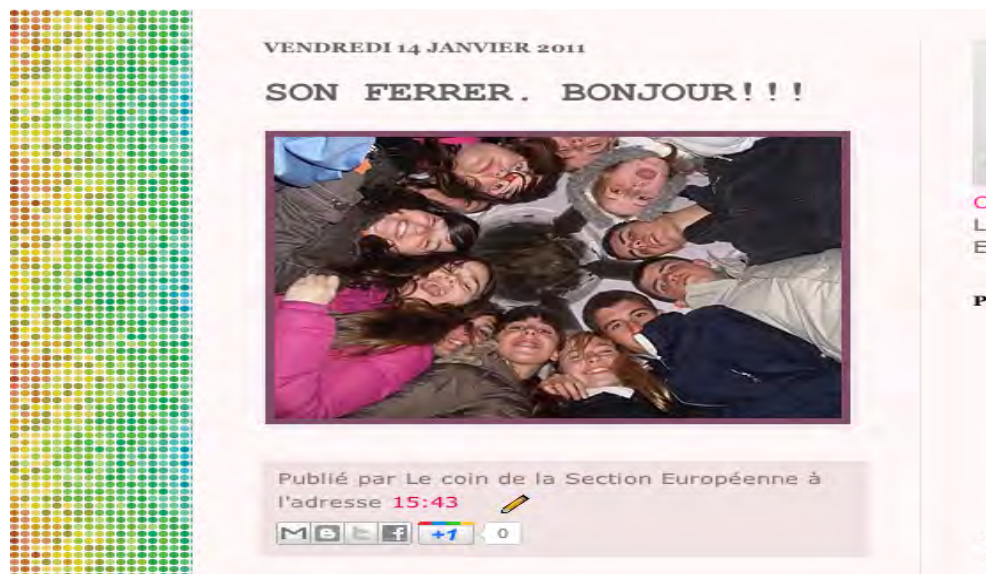 VENDREDI 14 JANVIER 2011
SON FERRER. BONJOUR!!!
Publié par Le coin de la Section Européenne à
l'adresse 15:43
+1 0
C
L
E
P